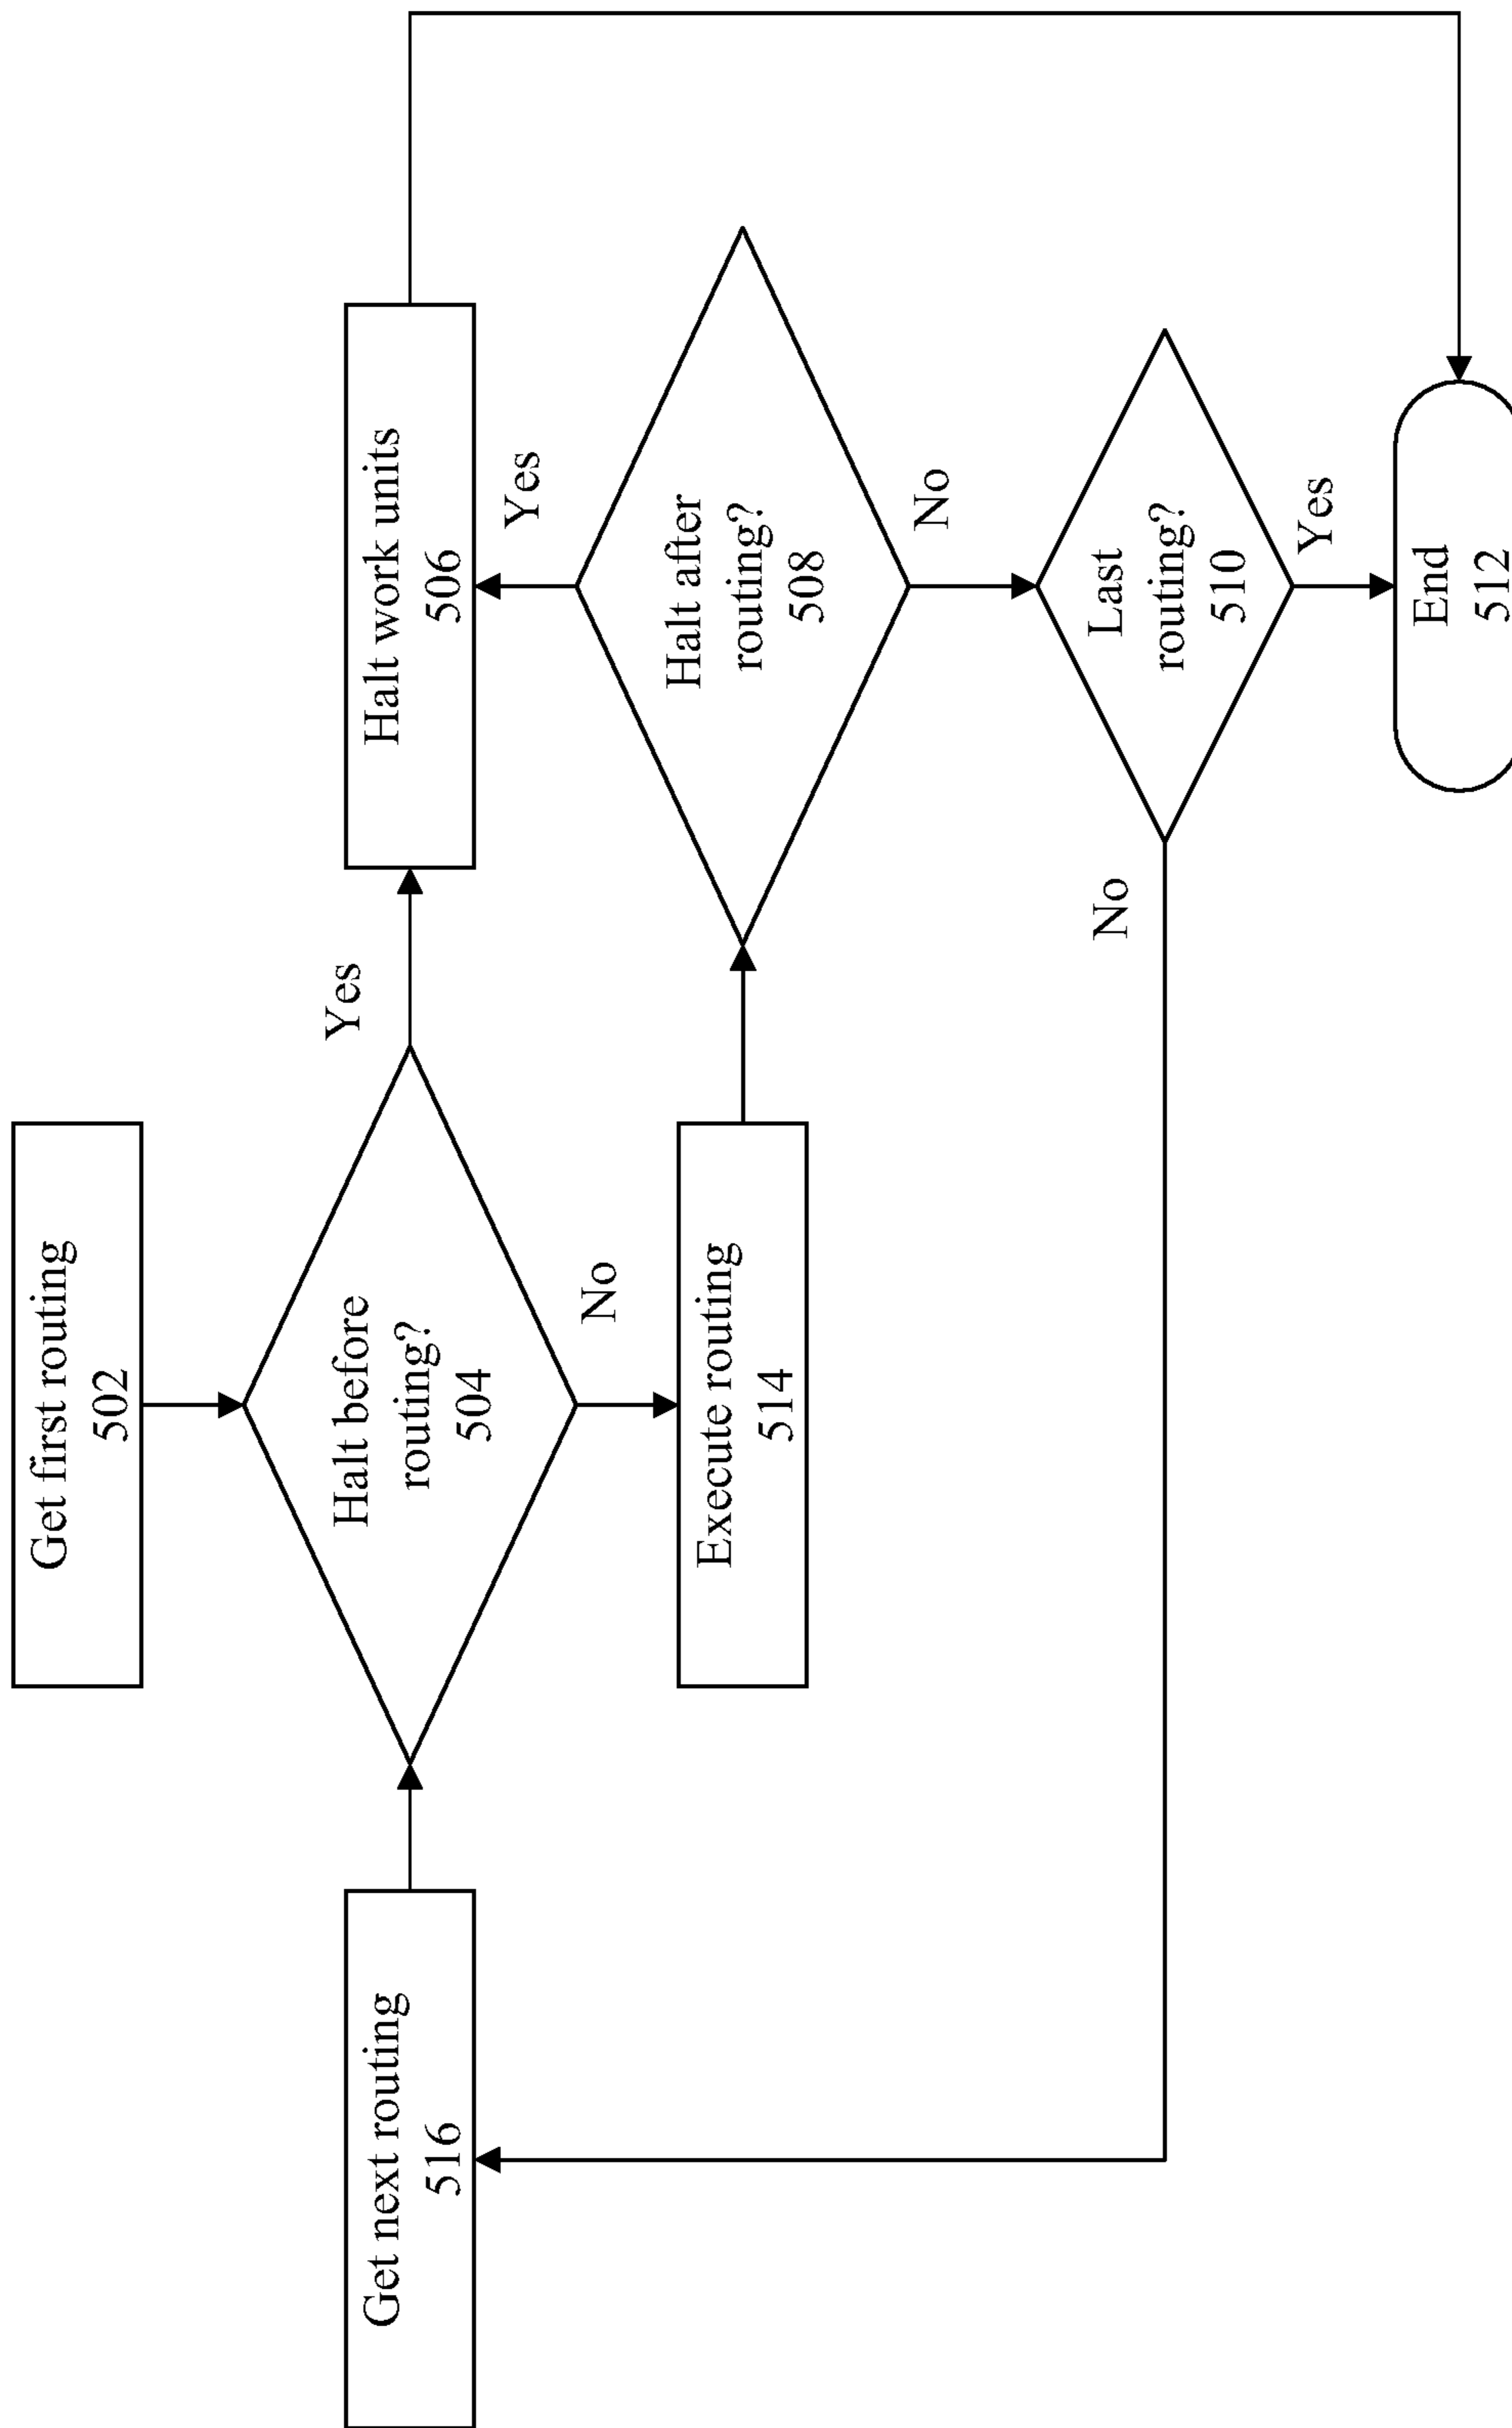 Get first routing
502
Get next routing
516
Halt before
routing?
504
Yes
Halt work units
506
No
Yes
Execute routing
514
Halt after
routing?
508
No
Last
routing?
510
No
Yes
End
512